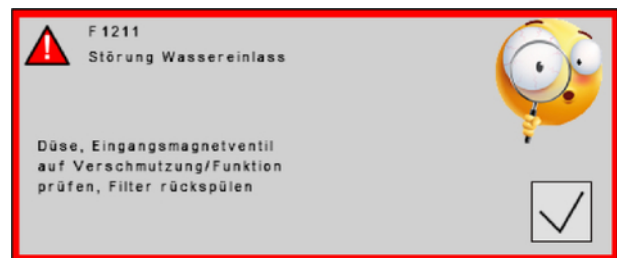 F 1211
Störung Wassereinlass
Düse, Eingangsmagnetventil
auf Verschmutzung/Funktion
prüfen, Filter rückspülen